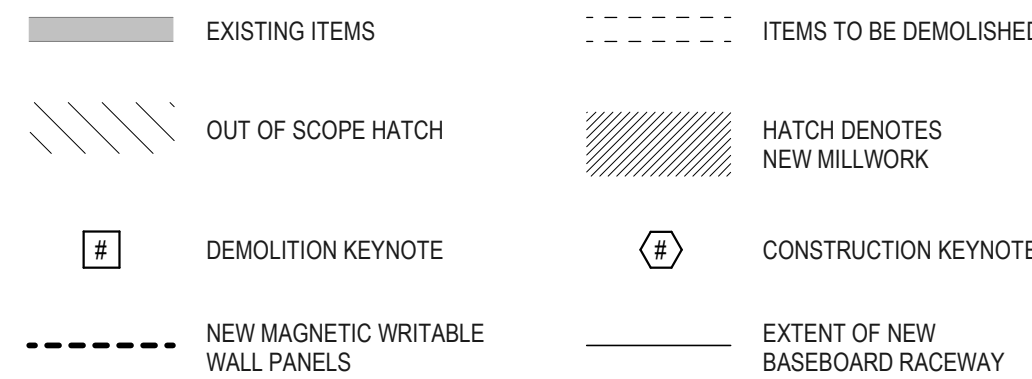 EXISTING ITEMS
ITEMS TO BE DEMOLISHED
OUT OF SCOPE HATCH
HATCH DENOTES
NEW MILLWORK
#
DEMOLITION KEYNOTE
#
CONSTRUCTION KEYNOTE
NEW MAGNETIC WRITABLE
WALL PANELS
EXTENT OF NEW
BASEBOARD RACEWAY